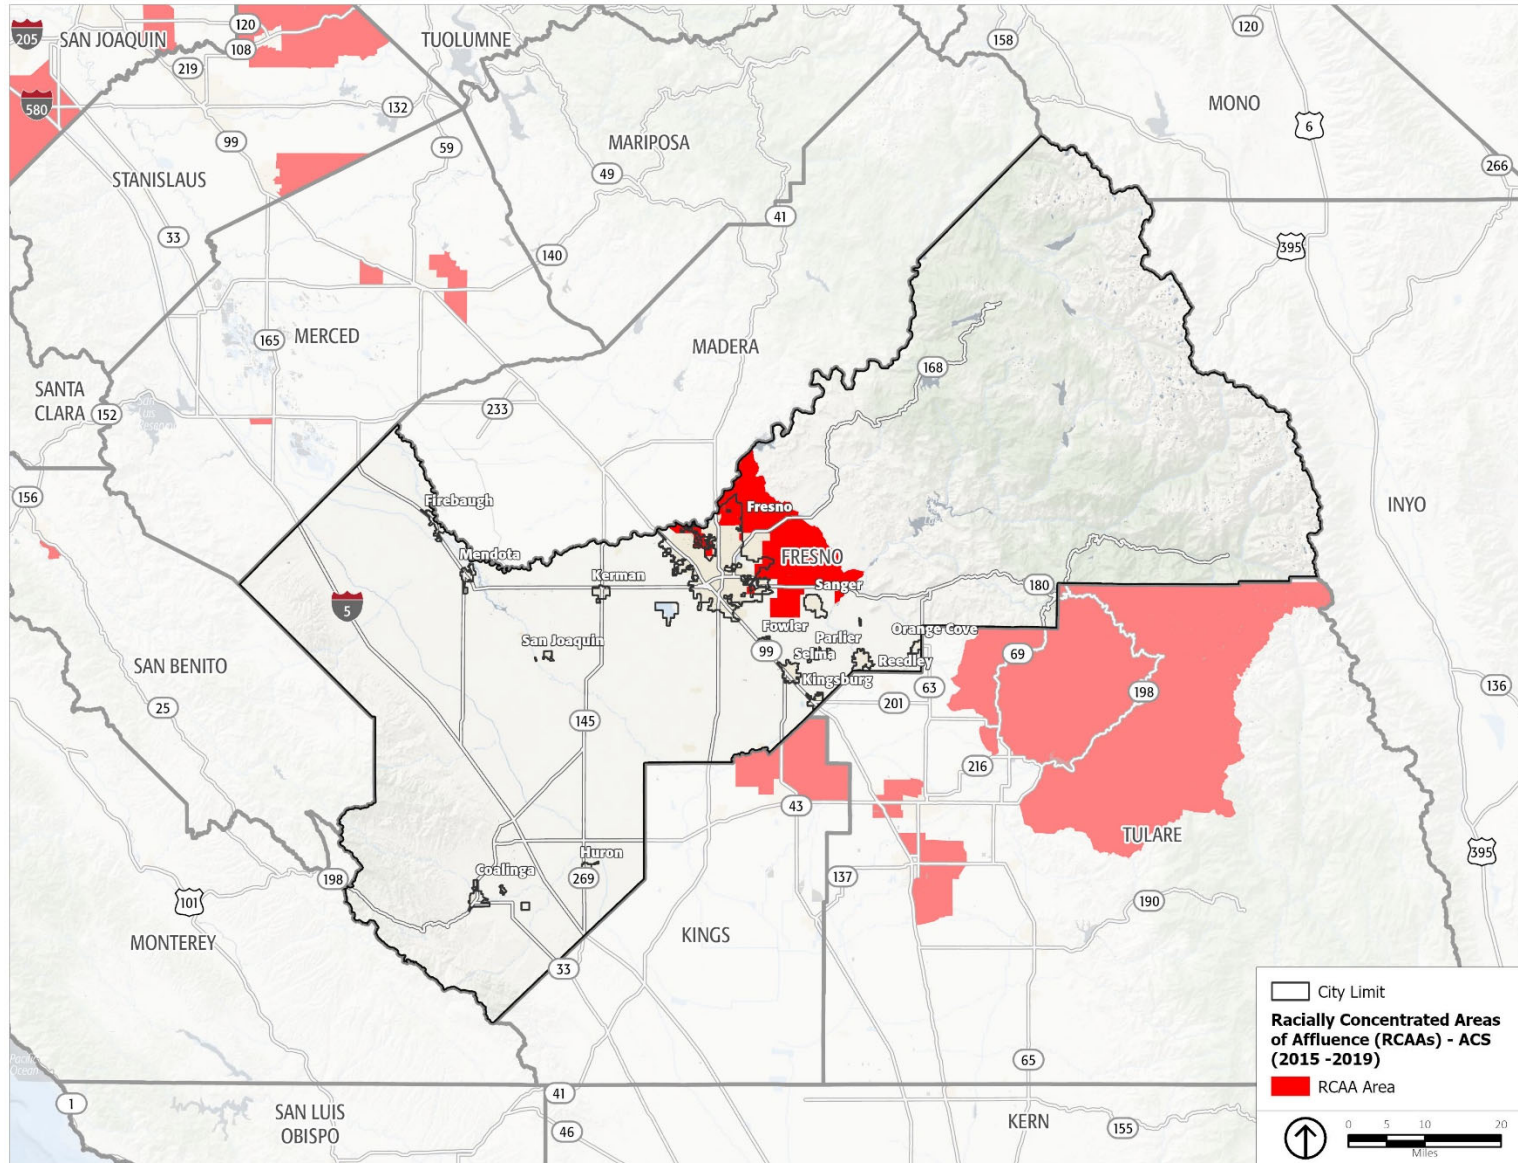 120
205
SAN JOAQUIN
108
TUOLUMNE
158
120
219
580
132
MONO
6
99
59
MARIPOSA
266
STANISLAUS
49
33
41
395
140
165
MERCED
MADERA
168
SANTA
CLARA
152
233
156
Firebaugh
Fresno
INYO
Mendota
FRESNO
Kerman
Sanger
180
5
Fowler
Parlier
Orange Cove
San Joaquin
99
Selma
Reedley
69
SAN BENITO
Kingsburg
63
198
136
25
201
145
216
43
TULARE
Huron
395
Coalinga
198
269
137
101
190
MONTEREY
KINGS
33
City Limit
Racially Concentrated Areas
of Affluence (RCAAs) - ACS
(2015 -2019)
65
RCAA Area
41
1
SAN LUIS
OBISPO
KERN
46
155
0 5 10 20
Miles
Pacific
Ocean